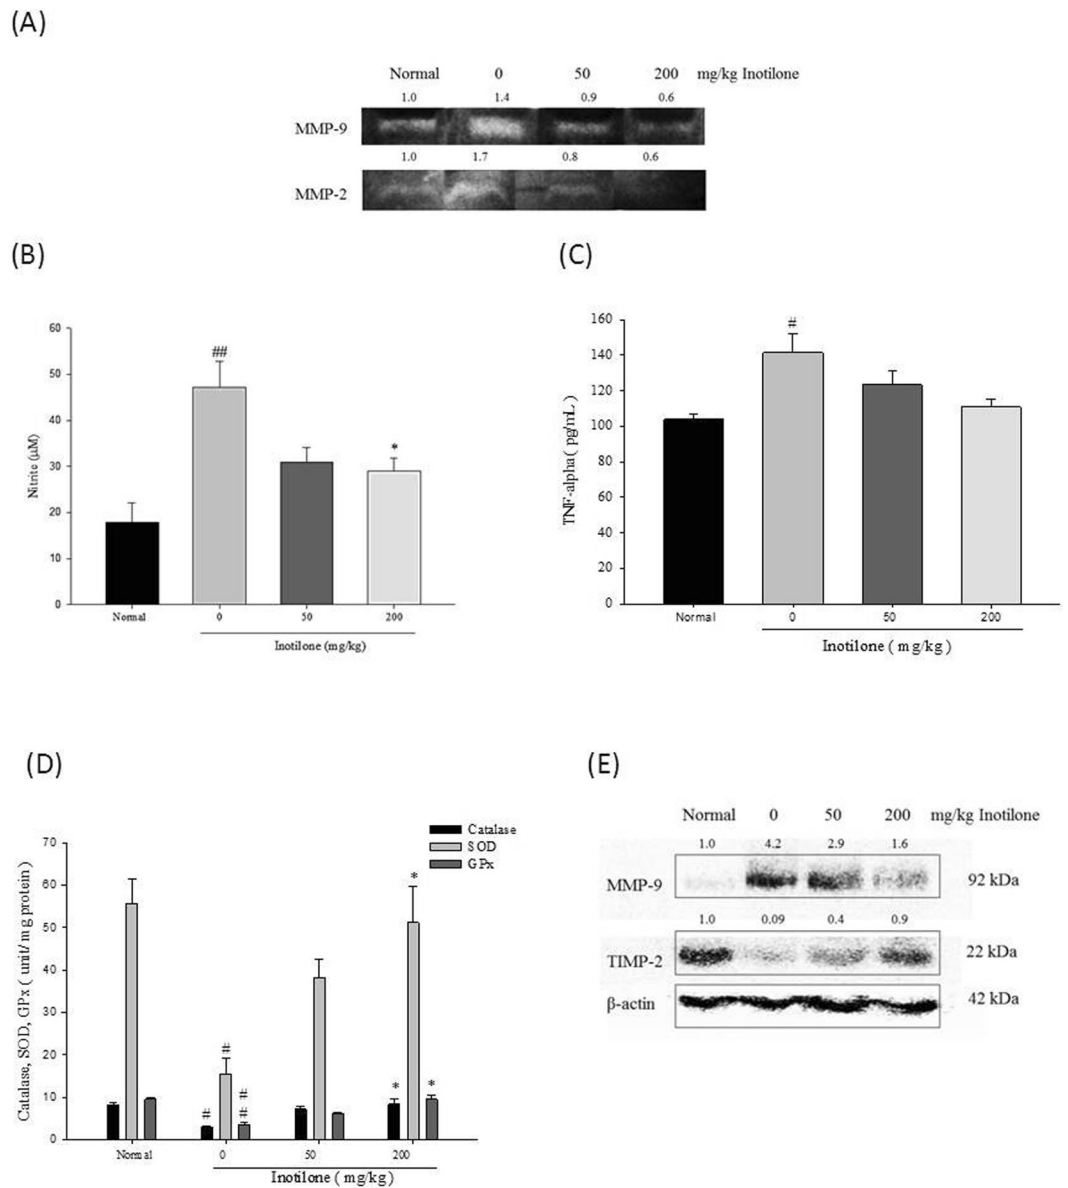 (A)
Normal 0 50 200 mg/kg Inotilone
1.0 1.4 0.9 0.6
MMP-9
1.0 1.7 0.8 0.6
MMP-2
(B)
60
50
40
30
20
10
0
Nitrite (μM)
##
*
Normal 0 50 200
Inotilone (mg/kg)
(C)
160
140
120
100
80
60
40
20
0
TNF-alpha ( pg/mL )
#
Normal 0 50 200
Inotilone ( mg/kg )
(D)
70
60
50
40
30
20
10
0
Catalase, SOD, GPx ( unit/ mg protein)
Catalase
SOD
GPx
# # # #
* * *
Normal 0 50 200
Inotilone ( mg/kg )
(E)
Normal 0 50 200 mg/kg Inotilone
1.0 4.2 2.9 1.6
MMP-9 92 kDa
1.0 0.09 0.4 0.9
TIMP-2 22 kDa
β-actin 42 kDa